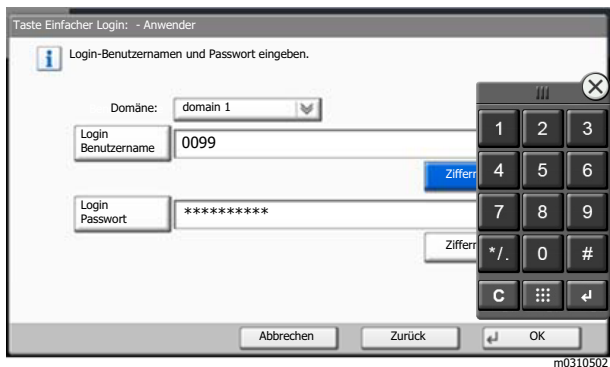 Taste Einfacher Login: - Anwender
Login-Benutzernamen und Passwort eingeben.
Domäne: domain 1
Login
Benutzername
0099
Ziffern
Login
Passwort
**********
Ziffern
1 2 3
4 5 6
7 8 9
*/. 0 #
C
Abbrechen Zurück OK
m0310502